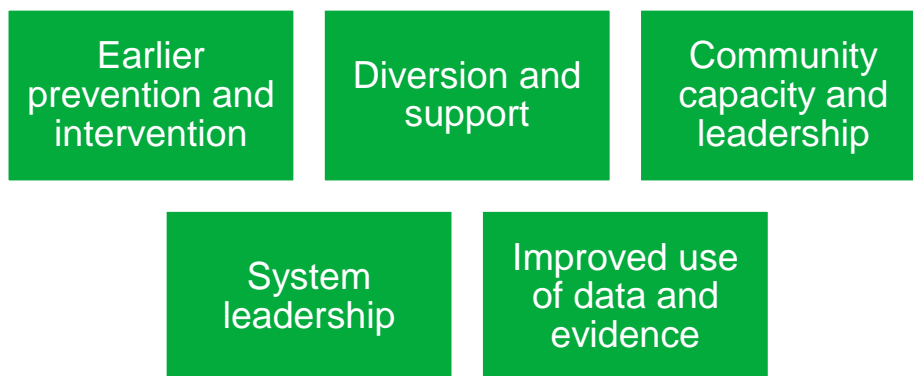 Earlier
prevention and
intervention
Diversion and
support
Community
capacity and
leadership
System
leadership
Improved use
of data and
evidence